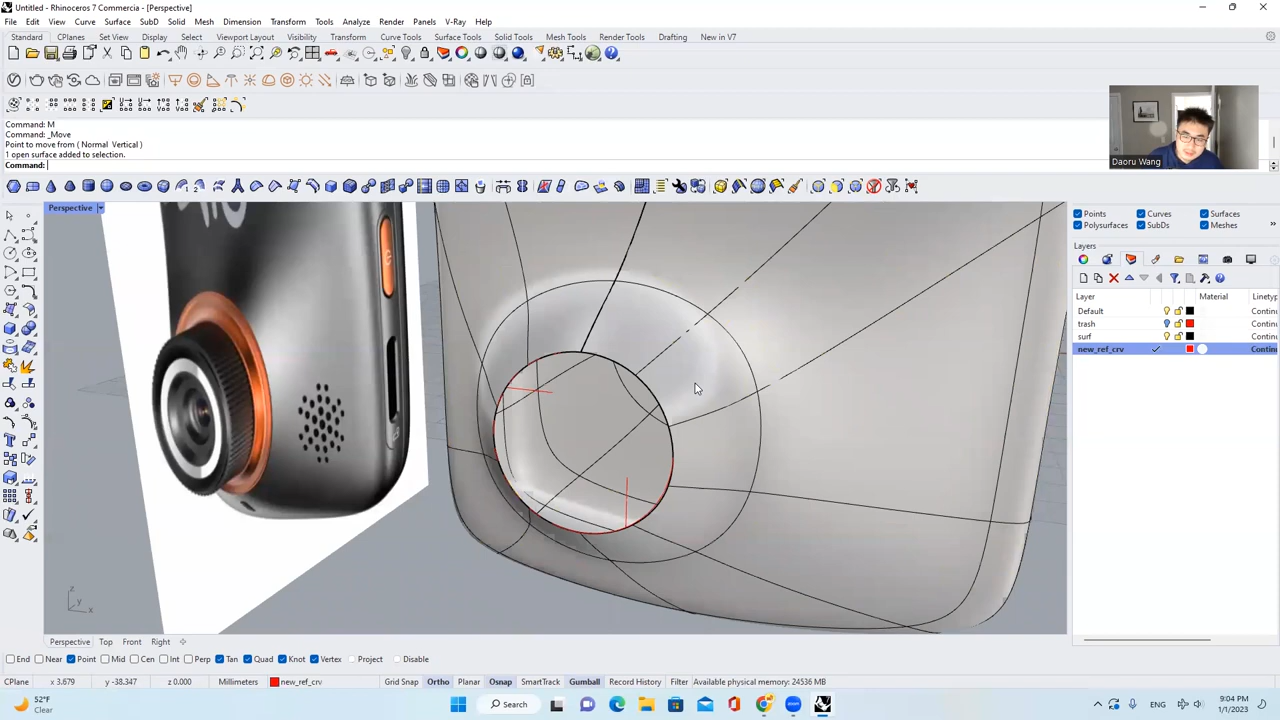 Untitled - Rhinoceros 7 Commercia - [Perspective]
File Edit View Curve Surface SubD Solid Mesh Dimension Transform Tools Analyze Render Panels V-Ray Help
Standard CPlanes Set View Display Select Viewport Layout Visibility Transform Curve Tools Surface Tools Solid Tools Mesh Tools Render Tools Drafting New in V7
Command: M
Command: _Move
Point to move from ( Normal Vertical )
1 open surface added to selection.
Command:
Daoru Wang
Perspective
Points Curves Surfaces
Polysurfaces SubDs Meshes
Layers
Layer Material Linetyp
Default Contin
trash Contin
surf Contin
new_ref_crv Contin
z
y
x
Perspective Top Front Right
End Near Point Mid Cen Int Perp Tan Quad Knot Vertex Project Disable
CPlane x 3.679 y -38.347 z 0.000 Millimeters new_ref_crv Grid Snap Ortho Planar Osnap SmartTrack Gumball Record History Filter Available physical memory: 24536 MB
52°F
Clear
Search
ENG
9:04 PM
1/1/2023